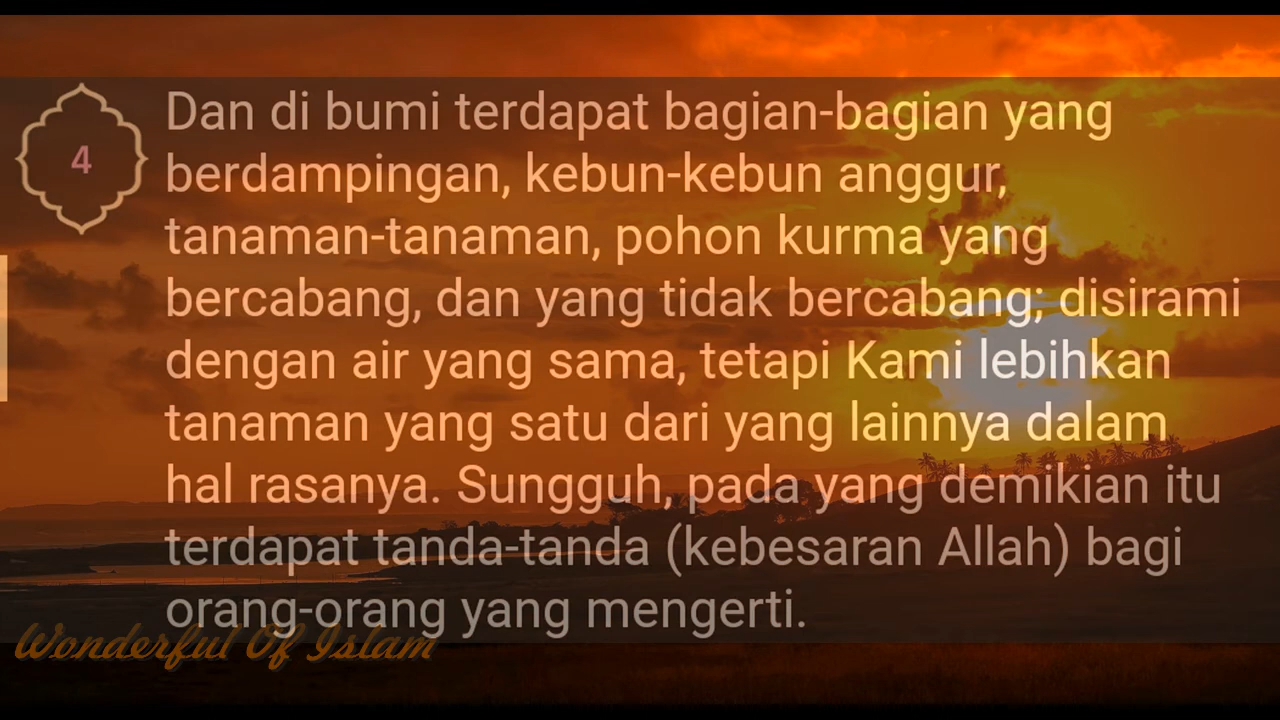 4
Dan di bumi terdapat bagian-bagian yang
berdampingan, kebun-kebun anggur,
tanaman-tanaman, pohon kurma yang
bercabang, dan yang tidak bercabang; disirami
dengan air yang sama, tetapi Kami lebihkan
tanaman yang satu dari yang lainnya dalam
hal rasanya. Sungguh, pada yang demikian itu
terdapat tanda-tanda (kebesaran Allah) bagi
orang-orang yang mengerti.
Wonderful Of Islam